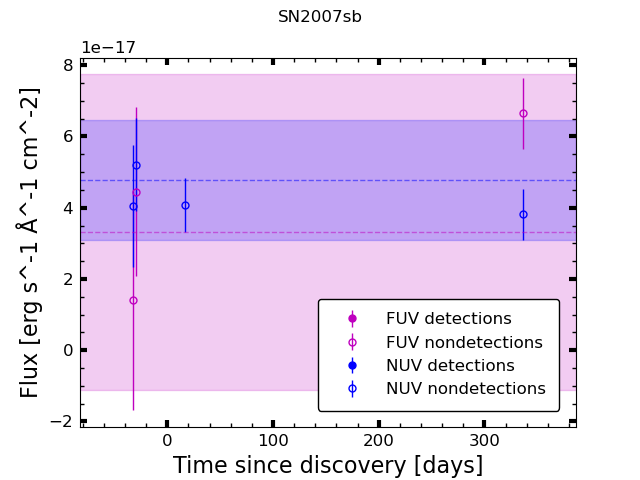 SN2007sb
1e−17
8
6
4
2
0
−2
Flux [erg s^-1 Å^-1 cm^-2]
FUV detections
FUV nondetections
NUV detections
NUV nondetections
0 100 200 300
Time since discovery [days]